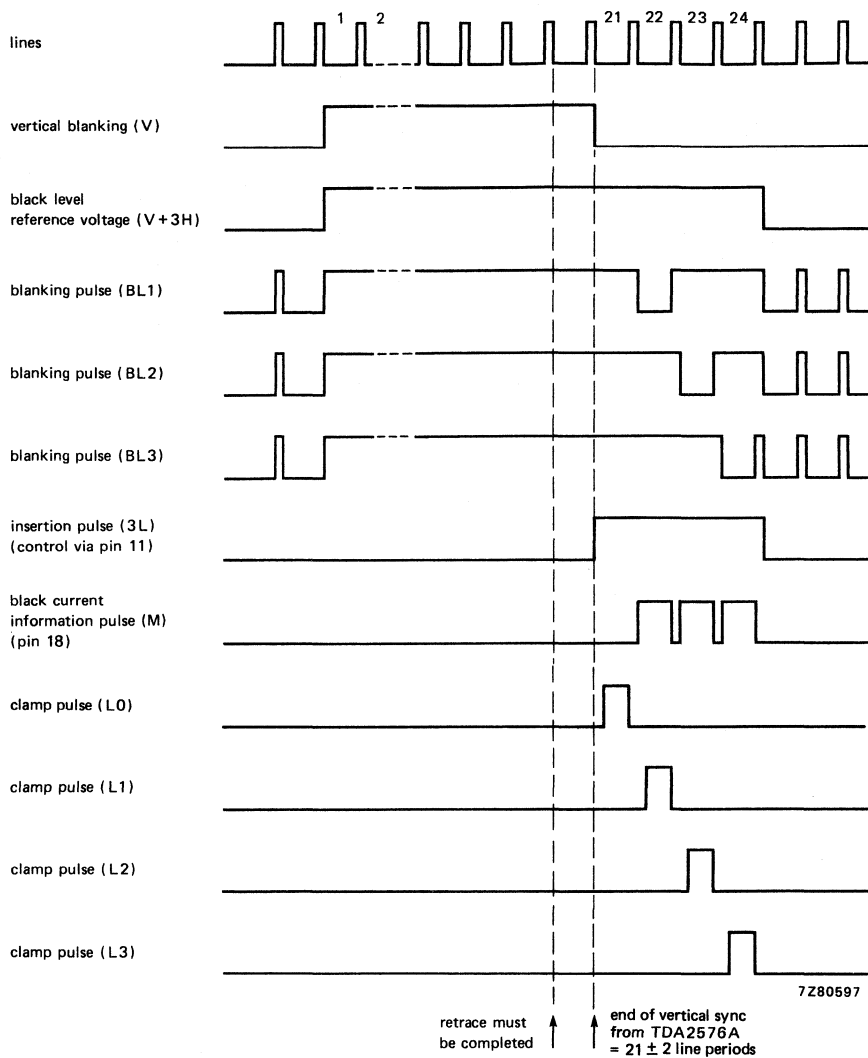 1 2 21 22 23 24
lines
vertical blanking (V)
black level
reference voltage (V+3H)
blanking pulse (BL1)
blanking pulse (BL2)
blanking pulse (BL3)
insertion pulse (3L)
(control via pin 11)
black current
information pulse (M)
(pin 18)
clamp pulse (L0)
clamp pulse (L1)
clamp pulse (L2)
clamp pulse (L3)
7Z80597
retrace must
be completed
end of vertical sync
from TDA2576A
= 21 ± 2 line periods